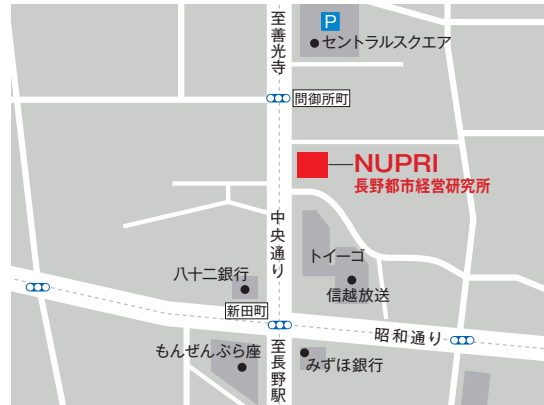 至善光寺
P
セントラルスクエア
問御所町
NUPRI
長野都市経営研究所
中央通り
トイーゴ
八十二銀行
信越放送
新田町
昭和通り
もんぜんぷら座
至長野駅
みずほ銀行